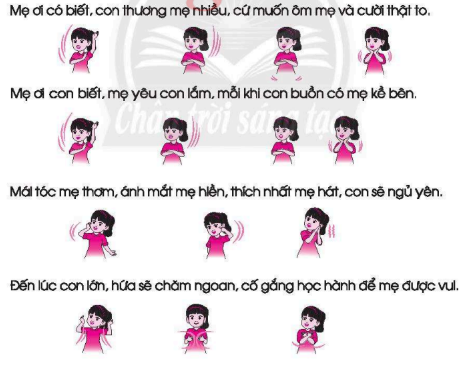 Mẹ ơi có biết, con thương mẹ nhiều, cứ muốn ôm mẹ và cười thật to.
Mẹ ơi con biết, mẹ yêu con lắm, mỗi khi con buồn có mẹ kề bên.
Chân trời sáng tạo
Mái tóc mẹ thơm, ánh mắt mẹ hiền, thích nhất mẹ hát, con sẽ ngủ yên.
Đến lúc con lớn, hứa sẽ chăm ngoan, cố gắng học hành để mẹ được vui.